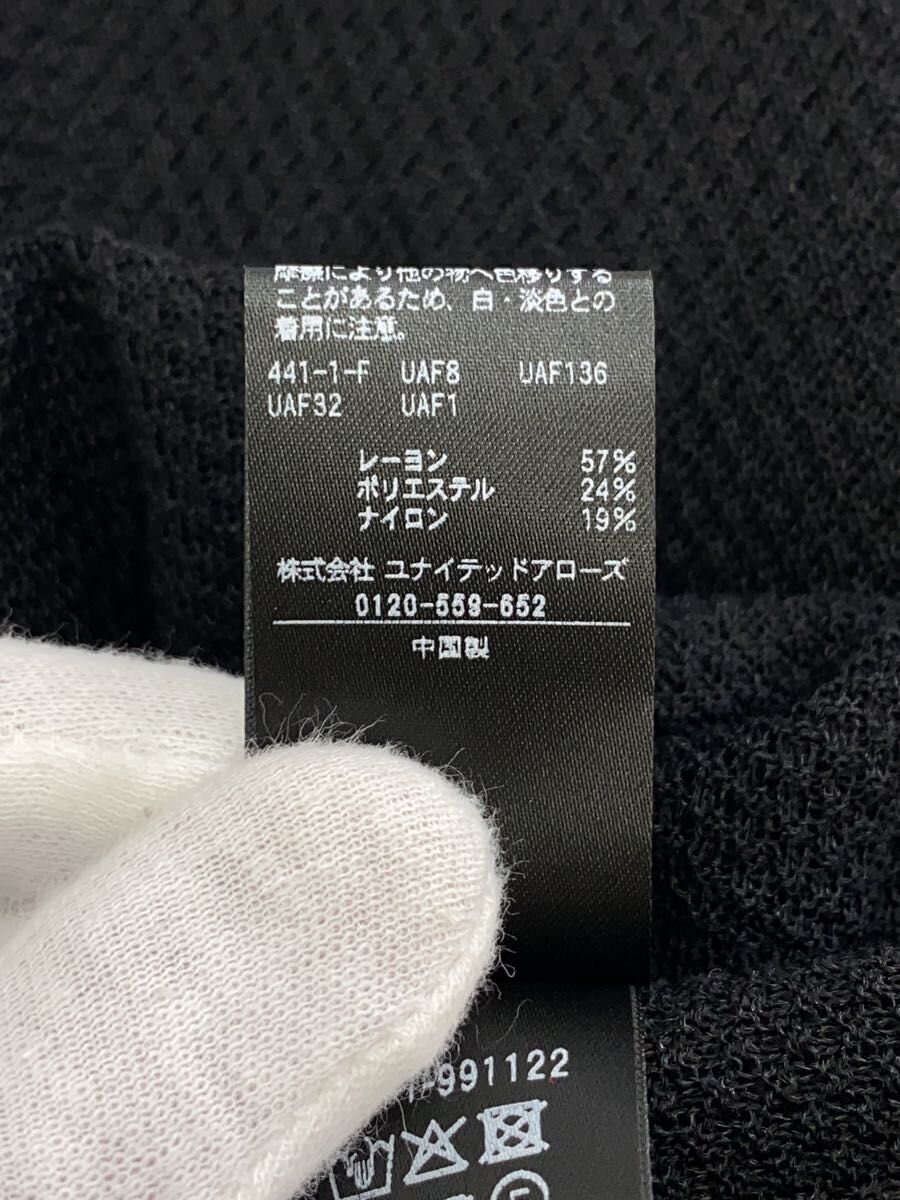 摩擦により他の物へ色移りする
ことがあるため、白・淡色との
着用に注意。
441-1-F UAF8 UAF136
UAF32 UAF1
レーヨン 57%
ポリエステル 24%
ナイロン 19%
株式会社 ユナイテッドアローズ
0120-559-652
中国製
1-991122